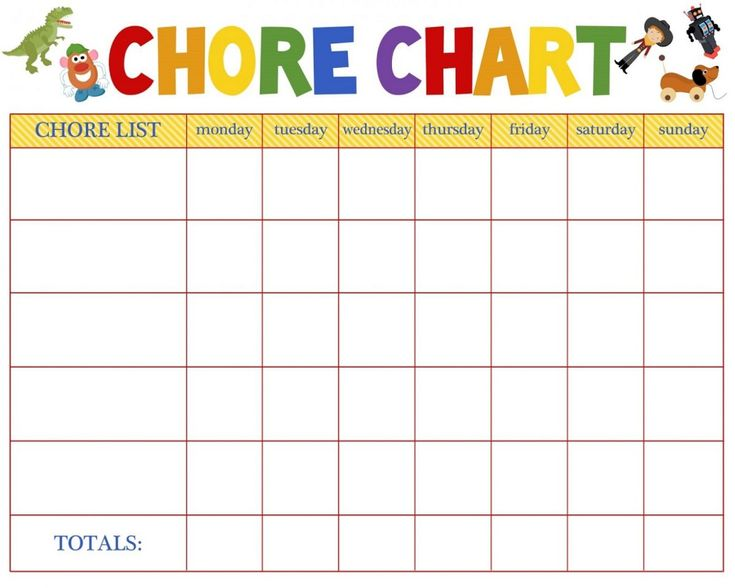 CHORE CHART
CHORE LIST monday tuesday wednesday thursday friday saturday sunday
TOTALS: